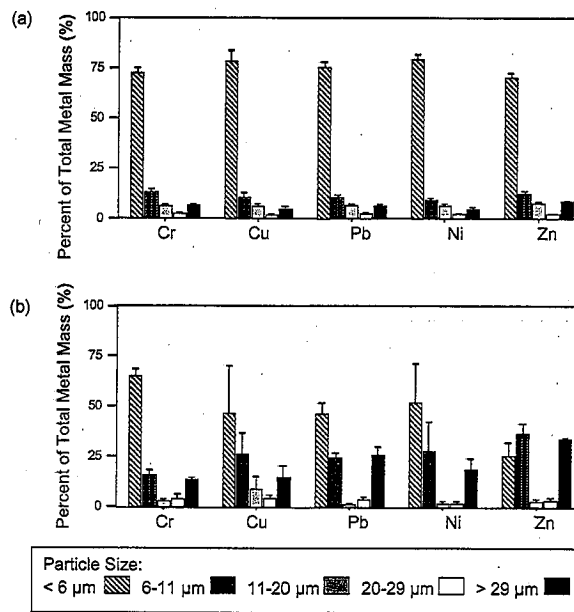 (a)
Percent of Total Metal Mass (%)
100
75
50
25
0
Cr Cu Pb Ni Zn
(b)
Percent of Total Metal Mass (%)
100
75
50
25
0
Cr Cu Pb Ni Zn
Particle Size:
< 6 µm 6-11 µm 11-20 µm 20-29 µm > 29 µm